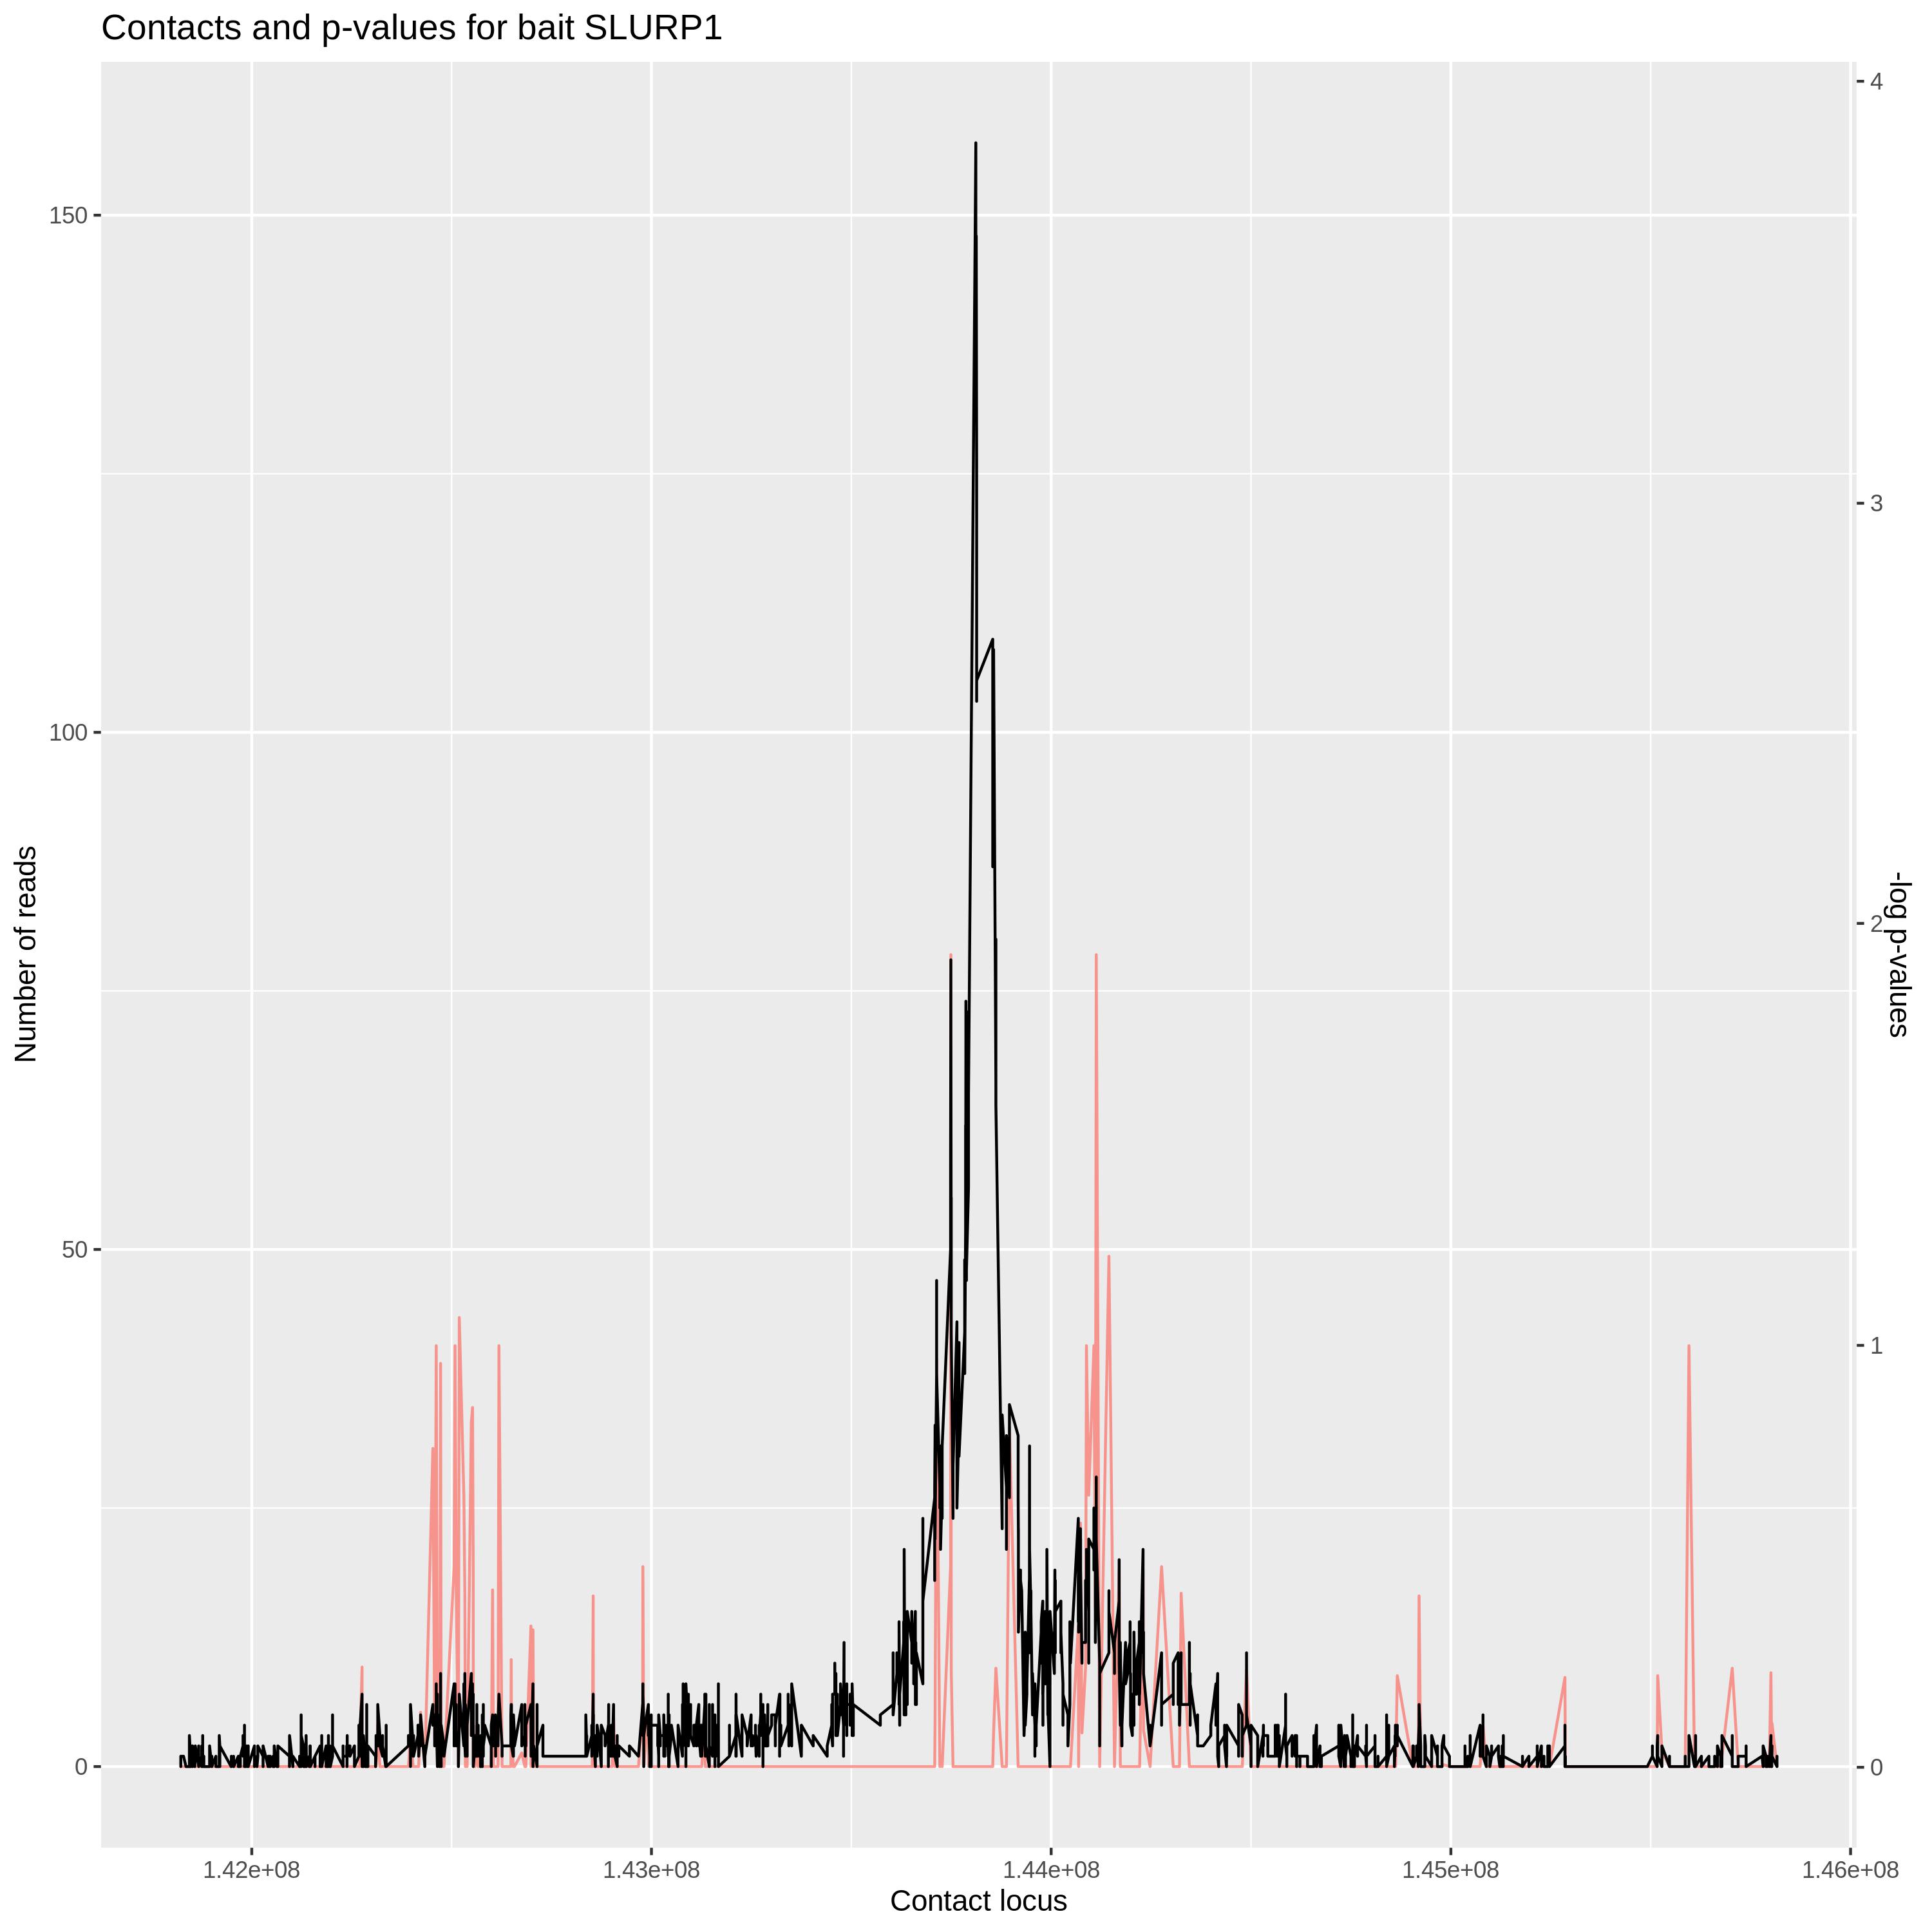 Contacts and p-values for bait SLURP1
150
100
50
0
Number of reads
4
3
2
1
0
-log p-values
1.42e+08
1.43e+08
1.44e+08
1.45e+08
1.46e+08
Contact locus